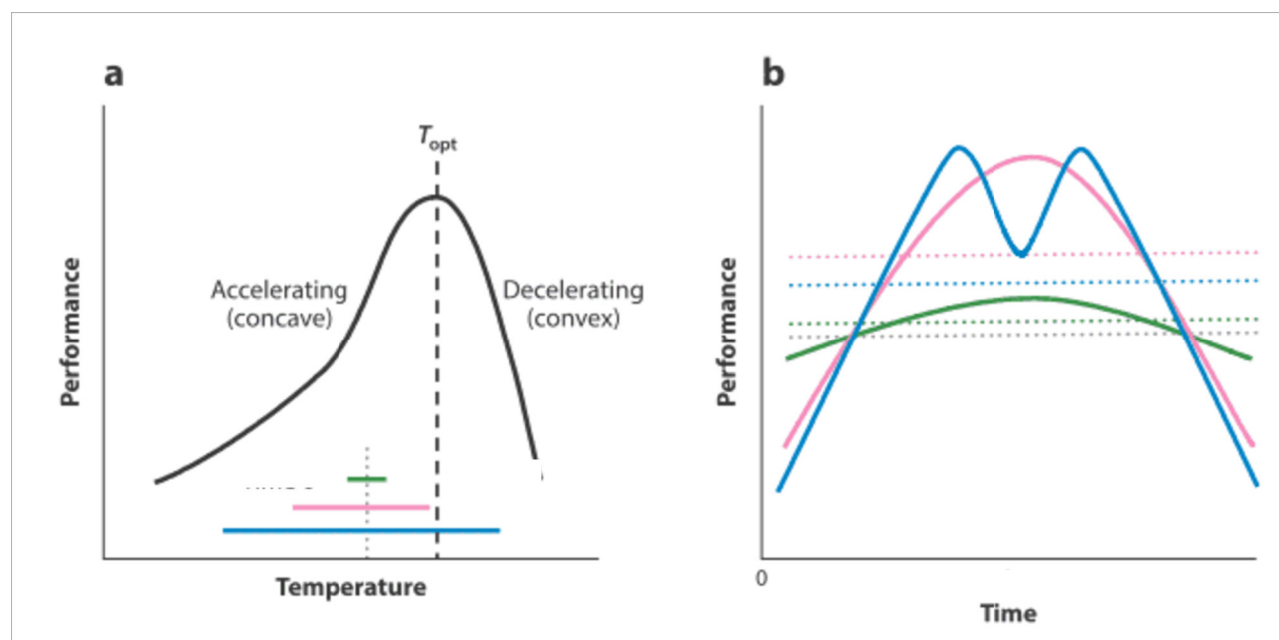 a
b
T opt
Accelerating
(concave)
Decelerating
(convex)
Performance
Performance
Temperature
0
Time